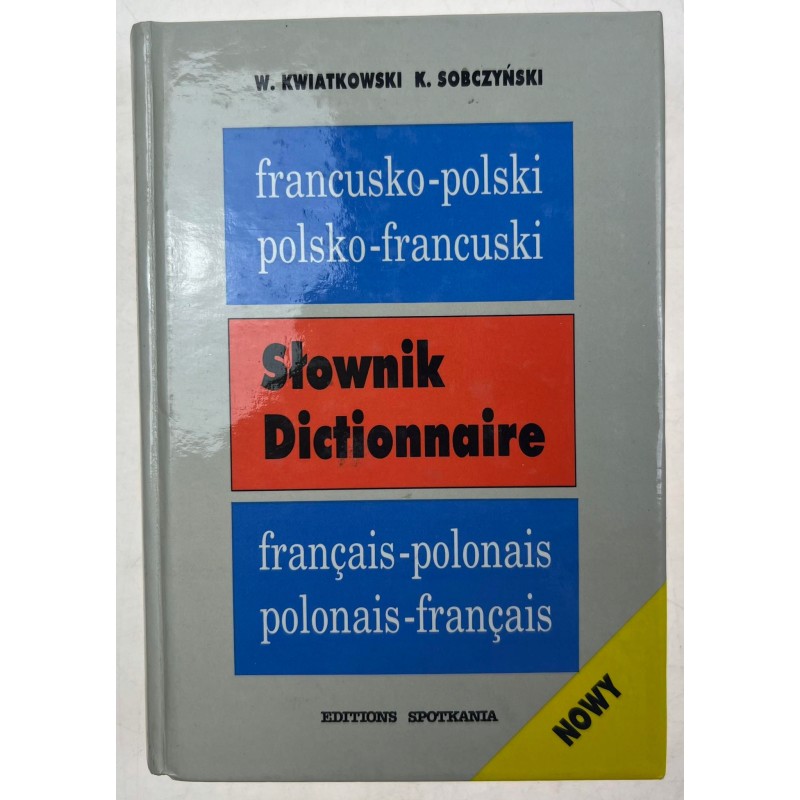 W. KWIATKOWSKI K. SOBCZYŃSKI
francusko-polski
polsko-francuski
Słownik
Dictionnaire
français-polonais
polonais-français
EDITIONS SPOTKANIA
NOWY